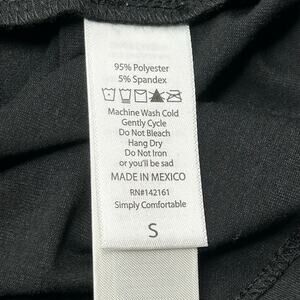 95% Polyester
5% Spandex
Machine Wash Cold
Gently Cycle
Do Not Bleach
Hang Dry
Do Not Iron
or you'll be sad
MADE IN MEXICO
RN#142161
Simply Comfortable
S